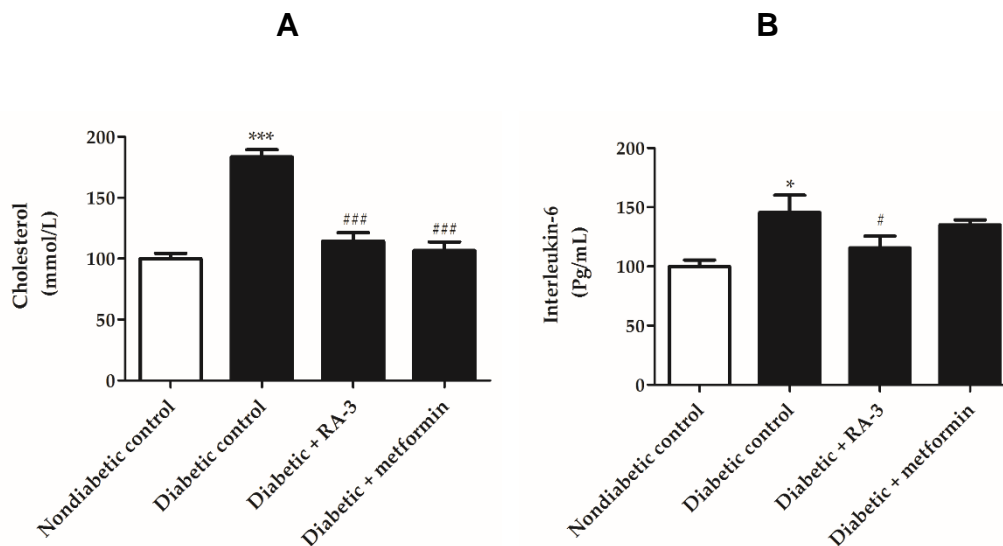 A
B
Cholesterol
(mmol/L)
200
150
100
50
0
***
###
###
Nondiabetic control
Diabetic control
Diabetic + RA-3
Diabetic + metformin
Interleukin-6
(Pg/mL)
200
150
100
50
0
*
#
Nondiabetic control
Diabetic control
Diabetic + RA-3
Diabetic + metformin